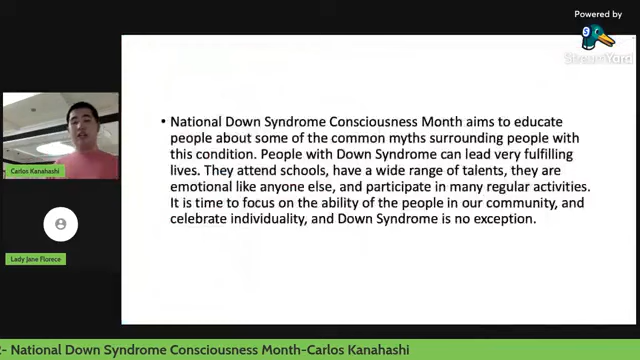 Powered by
StreamYard
• National Down Syndrome Consciousness Month aims to educate
people about some of the common myths surrounding people with
this condition. People with Down Syndrome can lead very fulfilling
lives. They attend schools, have a wide range of talents, they are
emotional like anyone else, and participate in many regular activities.
It is time to focus on the ability of the people in our community, and
celebrate individuality, and Down Syndrome is no exception.
Carlos Kanahashi
Lady Jane Florece
- National Down Syndrome Consciousness Month-Carlos Kanahashi